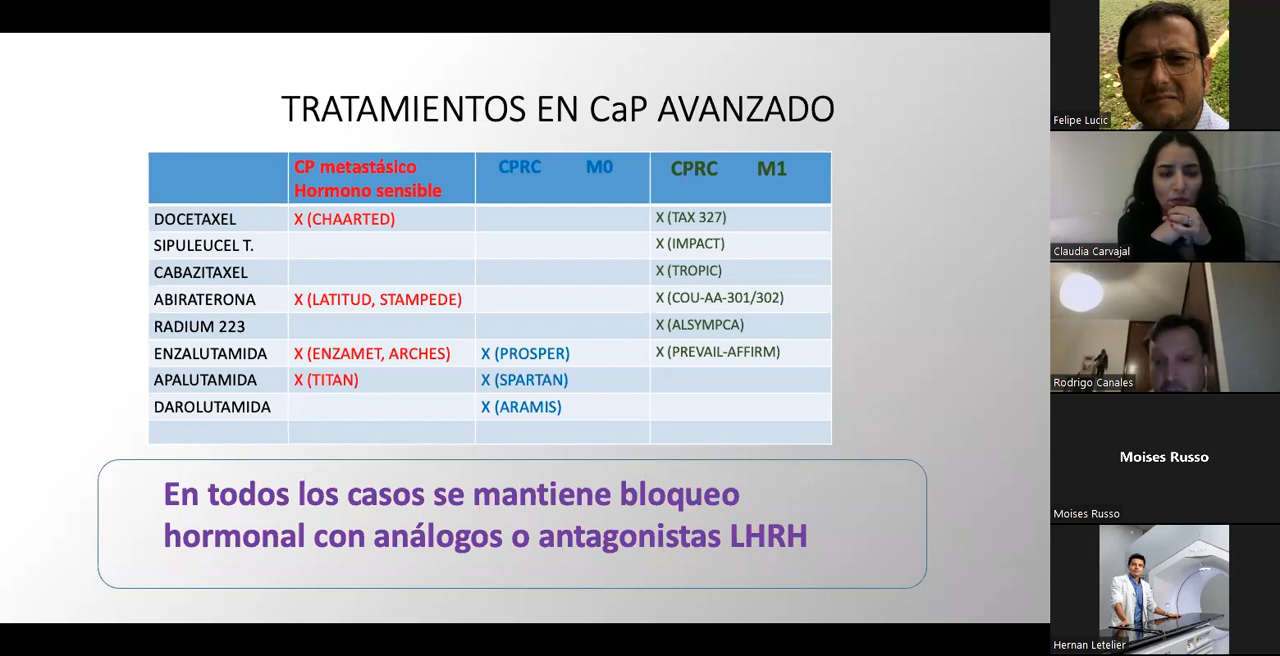 TRATAMIENTOS EN CaP AVANZADO
CP metastásico CPRC M0 CPRC M1
Hormono sensible
DOCETAXEL X (CHAARTED) X (TAX 327)
SIPULEUCEL T. X (IMPACT)
CABAZITAXEL X (TROPIC)
ABIRATERONA X (LATITUD, STAMPEDE) X (COU-AA-301/302)
RADIUM 223 X (ALSYMPCA)
ENZALUTAMIDA X (ENZAMET, ARCHES) X (PROSPER) X (PREVAIL-AFFIRM)
APALUTAMIDA X (TITAN) X (SPARTAN)
DAROLUTAMIDA X (ARAMIS)
En todos los casos se mantiene bloqueo
hormonal con análogos o antagonistas LHRH
Felipe Lucic
Claudia Carvajal
Rodrigo Canales
Moises Russo
Moises Russo
Hernan Letelier